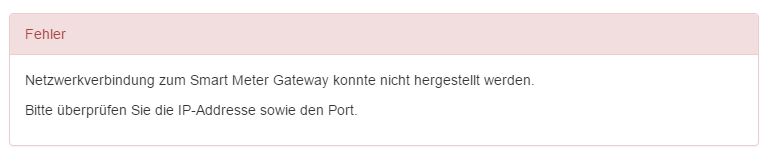 Fehler
Netzwerkverbindung zum Smart Meter Gateway konnte nicht hergestellt werden.
Bitte überprüfen Sie die IP-Addresse sowie den Port.